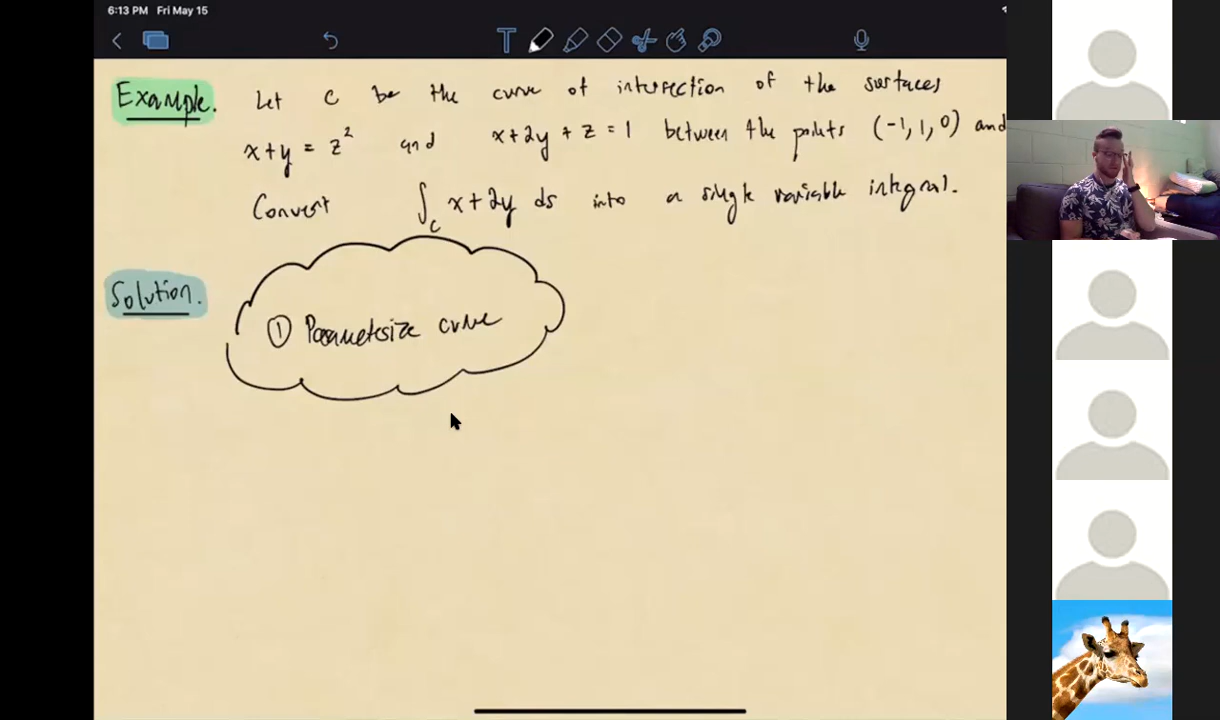 6:13 PM Fri May 15
Example. Let C be the curve of intersection of the surfaces
x+y = z² and x+2y+z=1 between the points (-1,1,0) and
Convert ∫_C x+2y ds into a single variable integral.
Solution.
① Parametrize curve